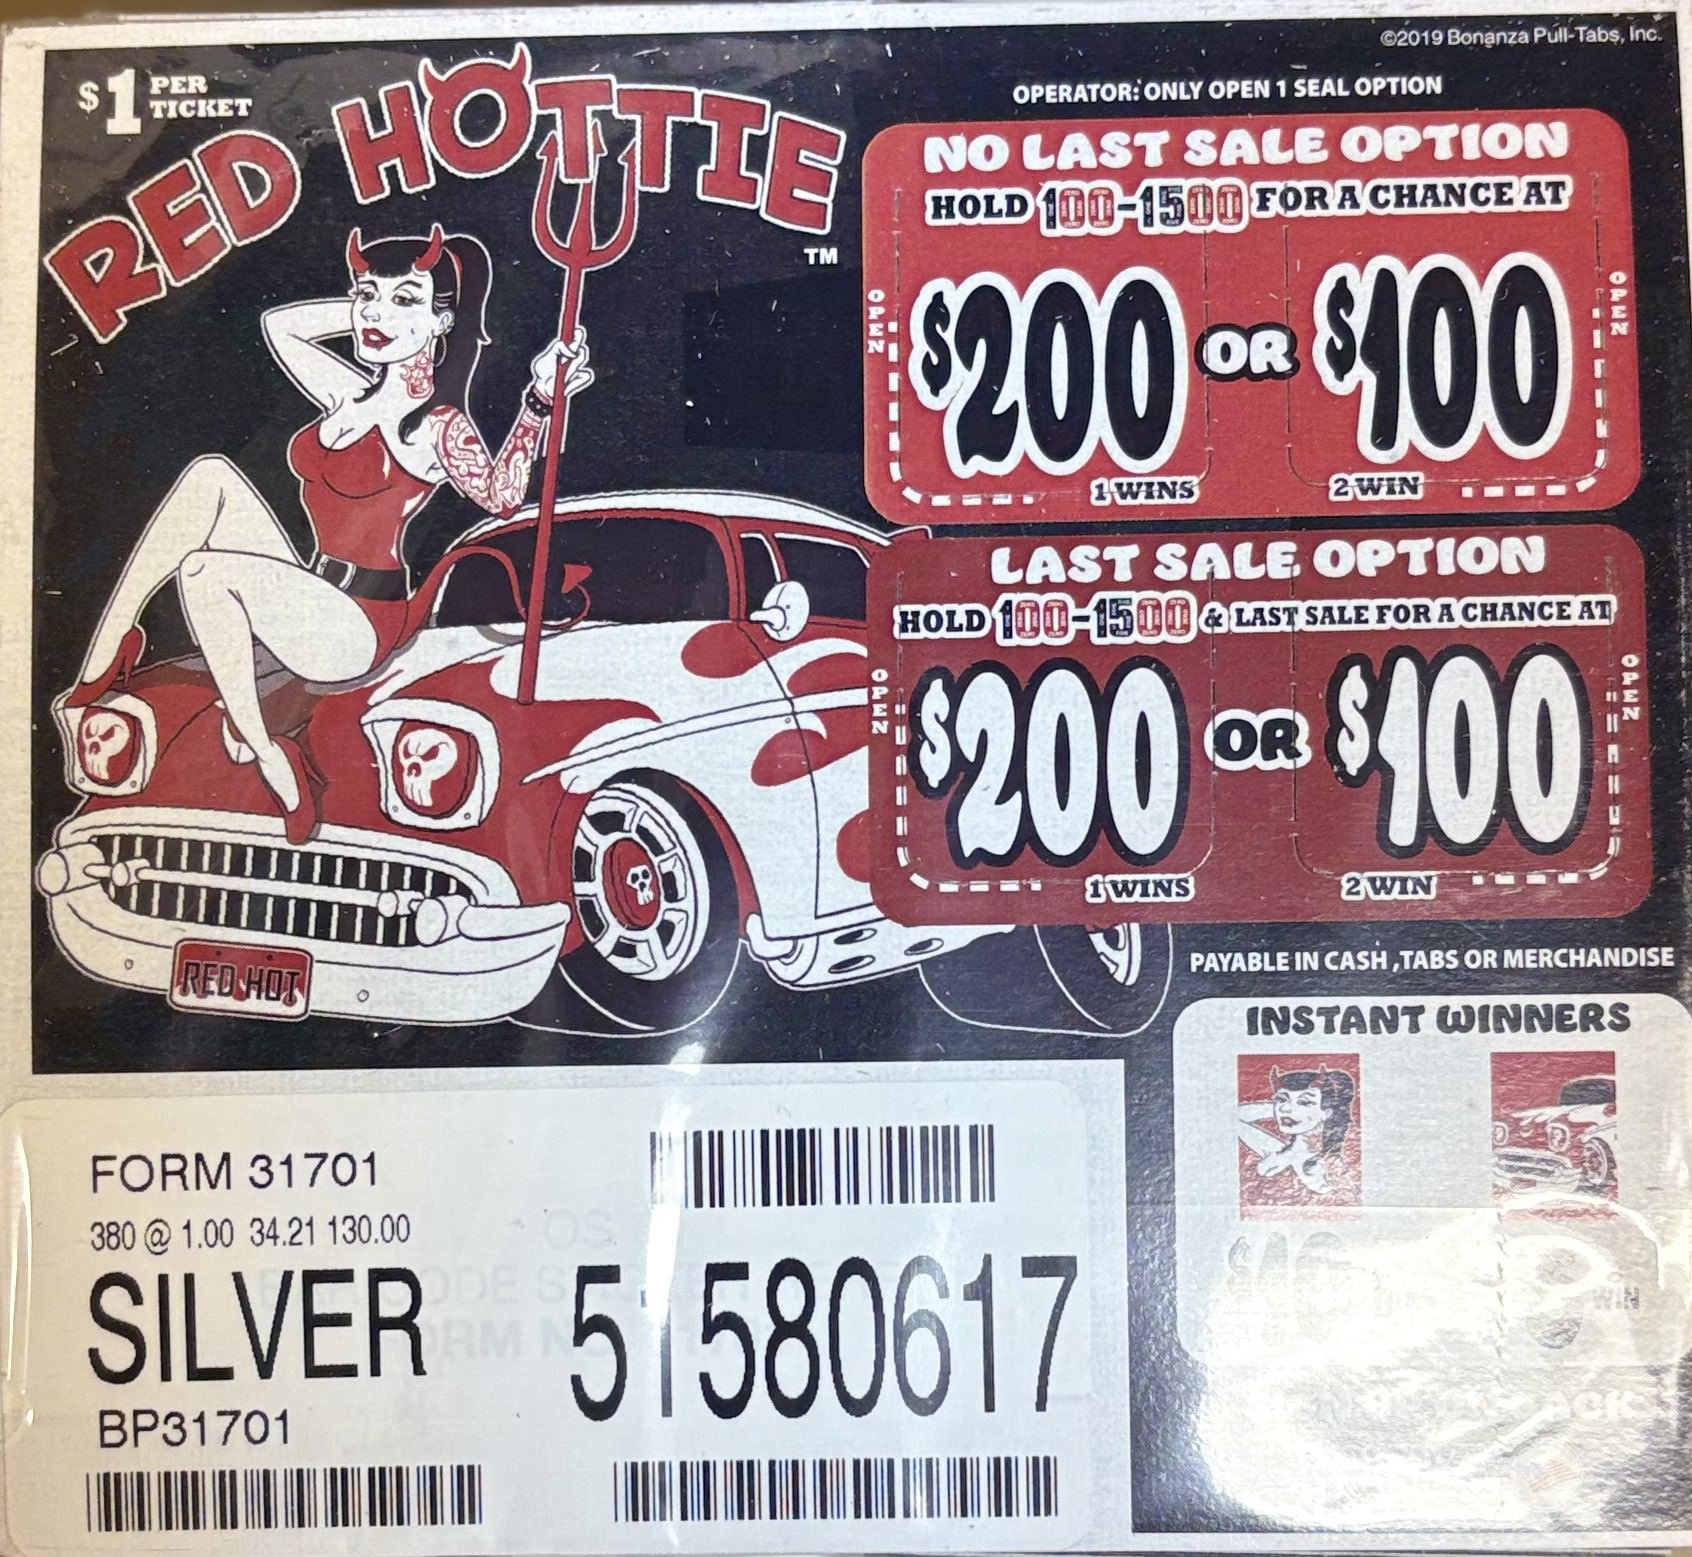 ©2019 Bonanza Pull-Tabs, Inc.
$1 PER TICKET
RED HOTTIE
TM
OPERATOR: ONLY OPEN 1 SEAL OPTION
NO LAST SALE OPTION
HOLD 100-1500 FOR A CHANCE AT
OPEN
$200 OR $100
OPEN
1 WINS
2 WIN
LAST SALE OPTION
HOLD 100-1500 & LAST SALE FOR A CHANCE AT
OPEN
$200 OR $100
OPEN
1 WINS
2 WIN
RED HOT
PAYABLE IN CASH ,TABS OR MERCHANDISE
INSTANT WINNERS
WIN
FORM 31701
380 @ 1.00 34.21 130.00
SILVER
51580617
BP31701